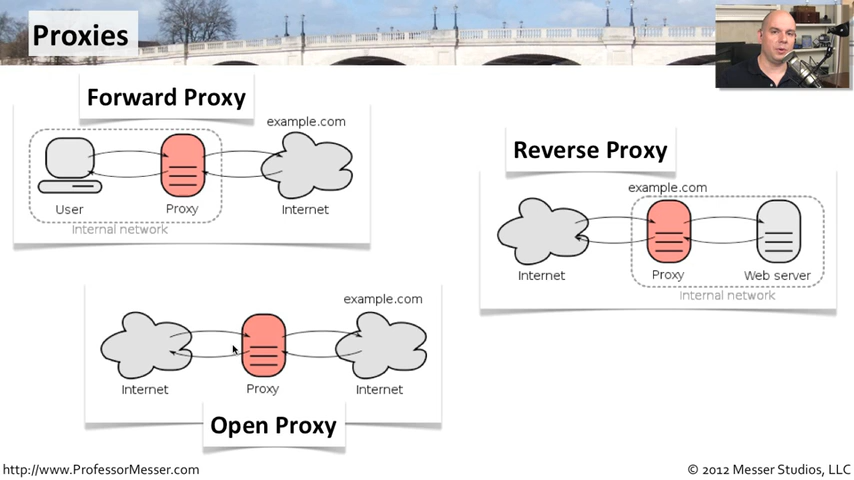 Proxies
Forward Proxy
example.com
User
Proxy
Internet
internal network
Reverse Proxy
example.com
Internet
Proxy
Web server
internal network
example.com
Internet
Proxy
Internet
Open Proxy
http://www.ProfessorMesser.com
© 2012 Messer Studios, LLC